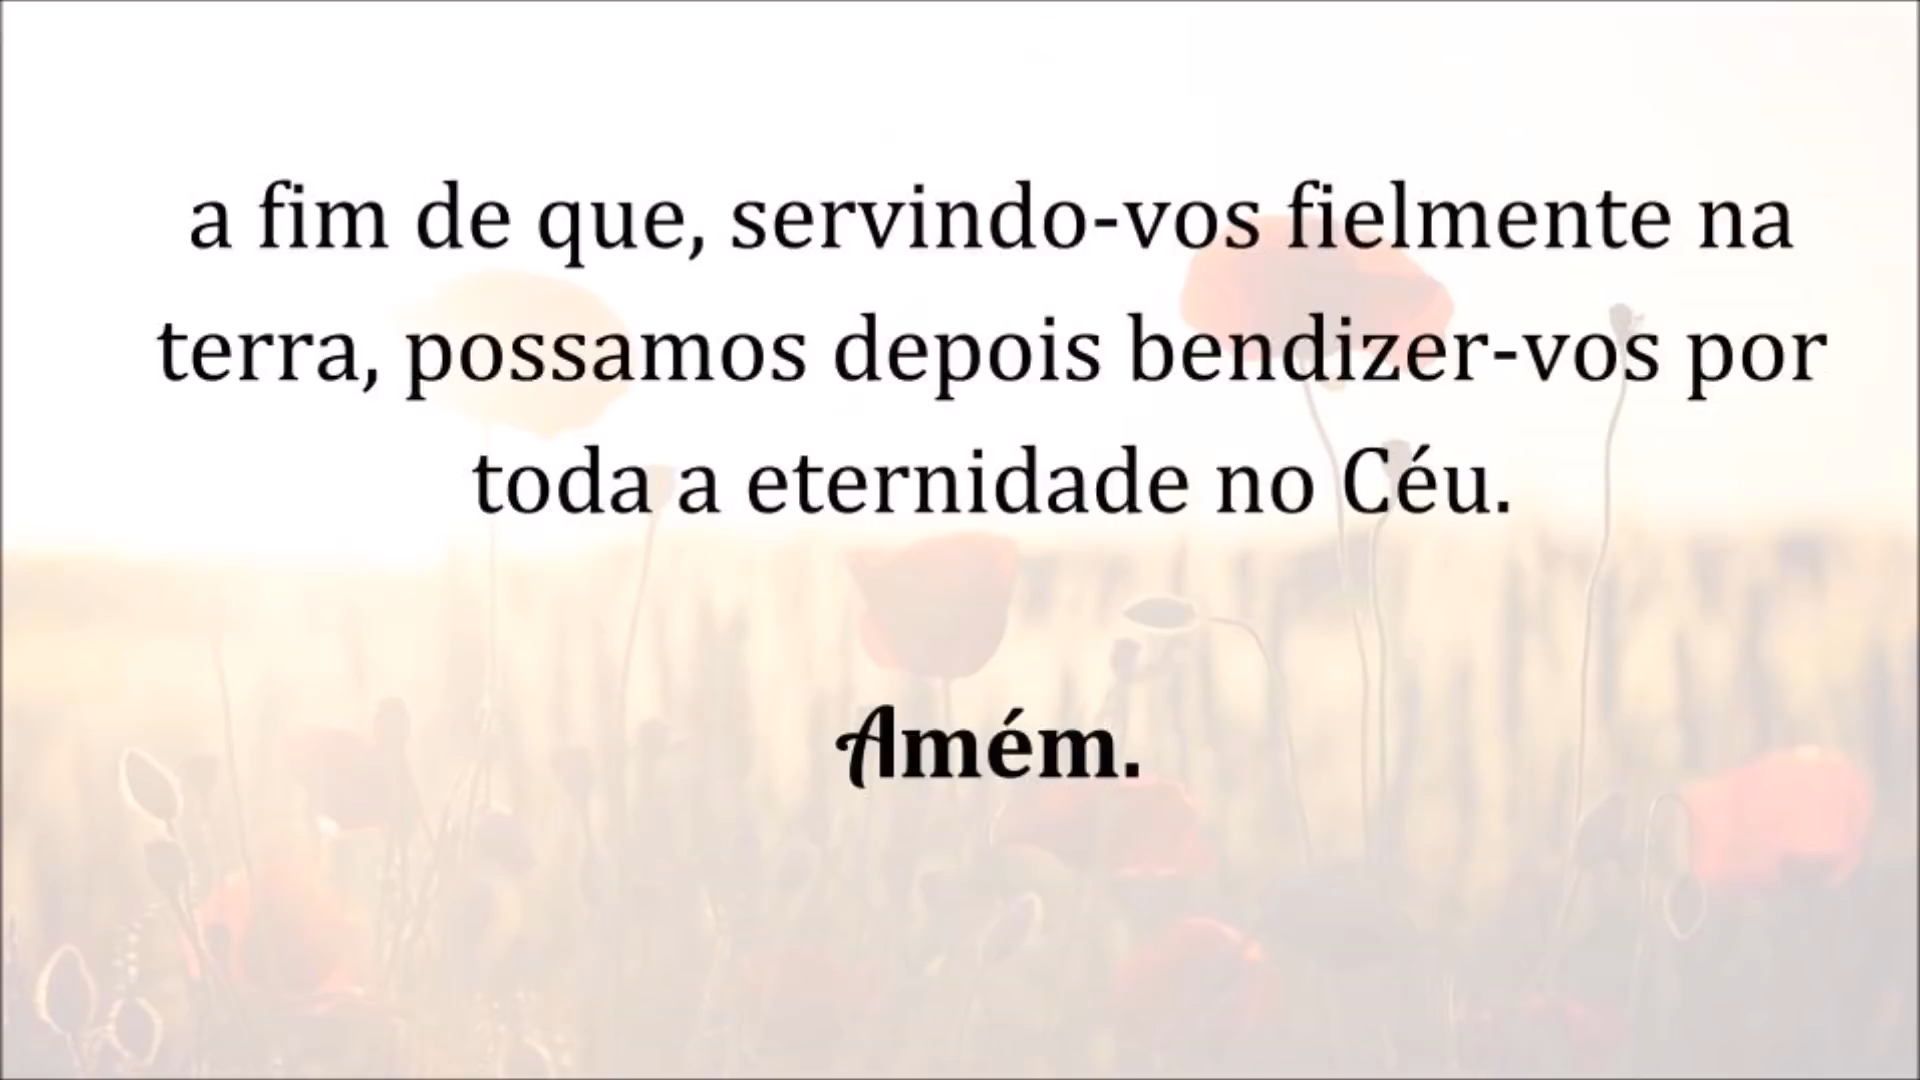 a fim de que, servindo-vos fielmente na
terra, possamos depois bendizer-vos por
toda a eternidade no Céu.
Amém.